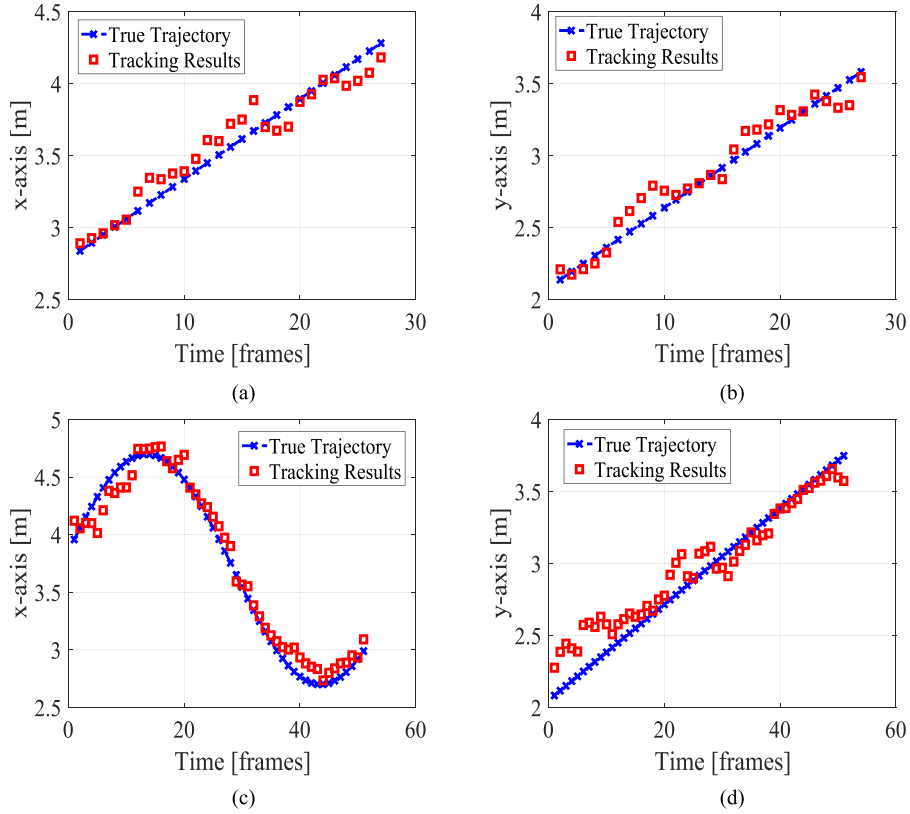 4.5
4
3.5
3
2.5
x-axis [m]
True Trajectory
Tracking Results
0
10
20
30
Time [frames]
(a)
4
3.5
3
2.5
2
y-axis [m]
True Trajectory
Tracking Results
0
10
20
30
Time [frames]
(b)
5
4.5
4
3.5
3
2.5
x-axis [m]
True Trajectory
Tracking Results
0
20
40
60
Time [frames]
(c)
4
3.5
3
2.5
2
y-axis [m]
True Trajectory
Tracking Results
0
20
40
60
Time [frames]
(d)